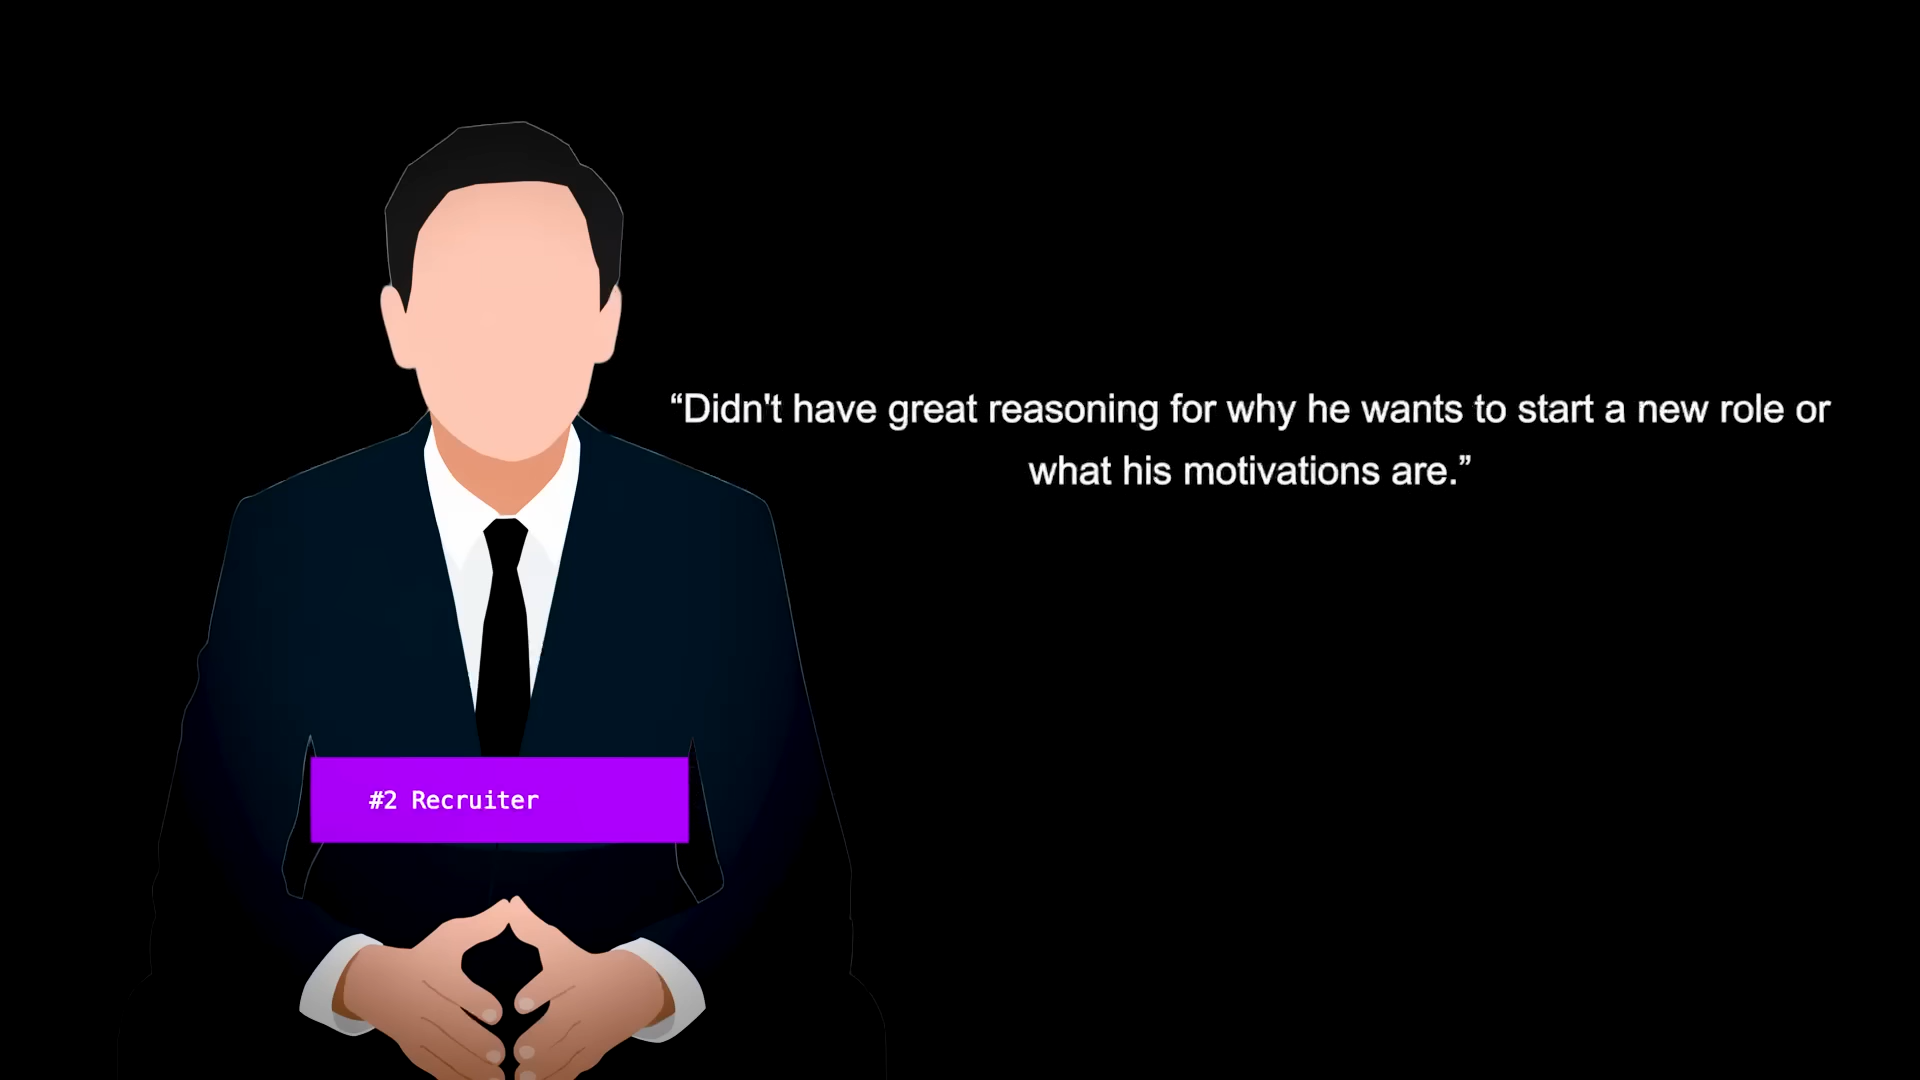 “Didn't have great reasoning for why he wants to start a new role or
what his motivations are.”
#2 Recruiter